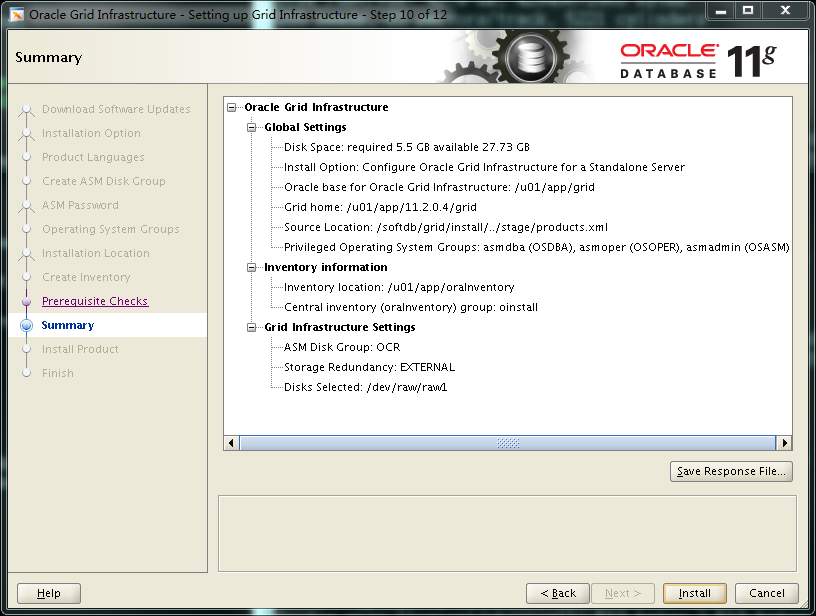 Oracle Grid Infrastructure - Setting up Grid Infrastructure - Step 10 of 12
Summary
ORACLE
DATABASE 11g
Download Software Updates
Installation Option
Product Languages
Create ASM Disk Group
ASM Password
Operating System Groups
Installation Location
Create Inventory
Prerequisite Checks
Summary
Install Product
Finish
Oracle Grid Infrastructure
Global Settings
Disk Space: required 5.5 GB available 27.73 GB
Install Option: Configure Oracle Grid Infrastructure for a Standalone Server
Oracle base for Oracle Grid Infrastructure: /u01/app/grid
Grid home: /u01/app/11.2.0.4/grid
Source Location: /softdb/grid/install/../stage/products.xml
Privileged Operating System Groups: asmdba (OSDBA), asmoper (OSOPER), asmadmin (OSASM)
Inventory information
Inventory location: /u01/app/oraInventory
Central inventory (oraInventory) group: oinstall
Grid Infrastructure Settings
ASM Disk Group: OCR
Storage Redundancy: EXTERNAL
Disks Selected: /dev/raw/raw1
Save Response File...
Help
< Back
Next >
Install
Cancel